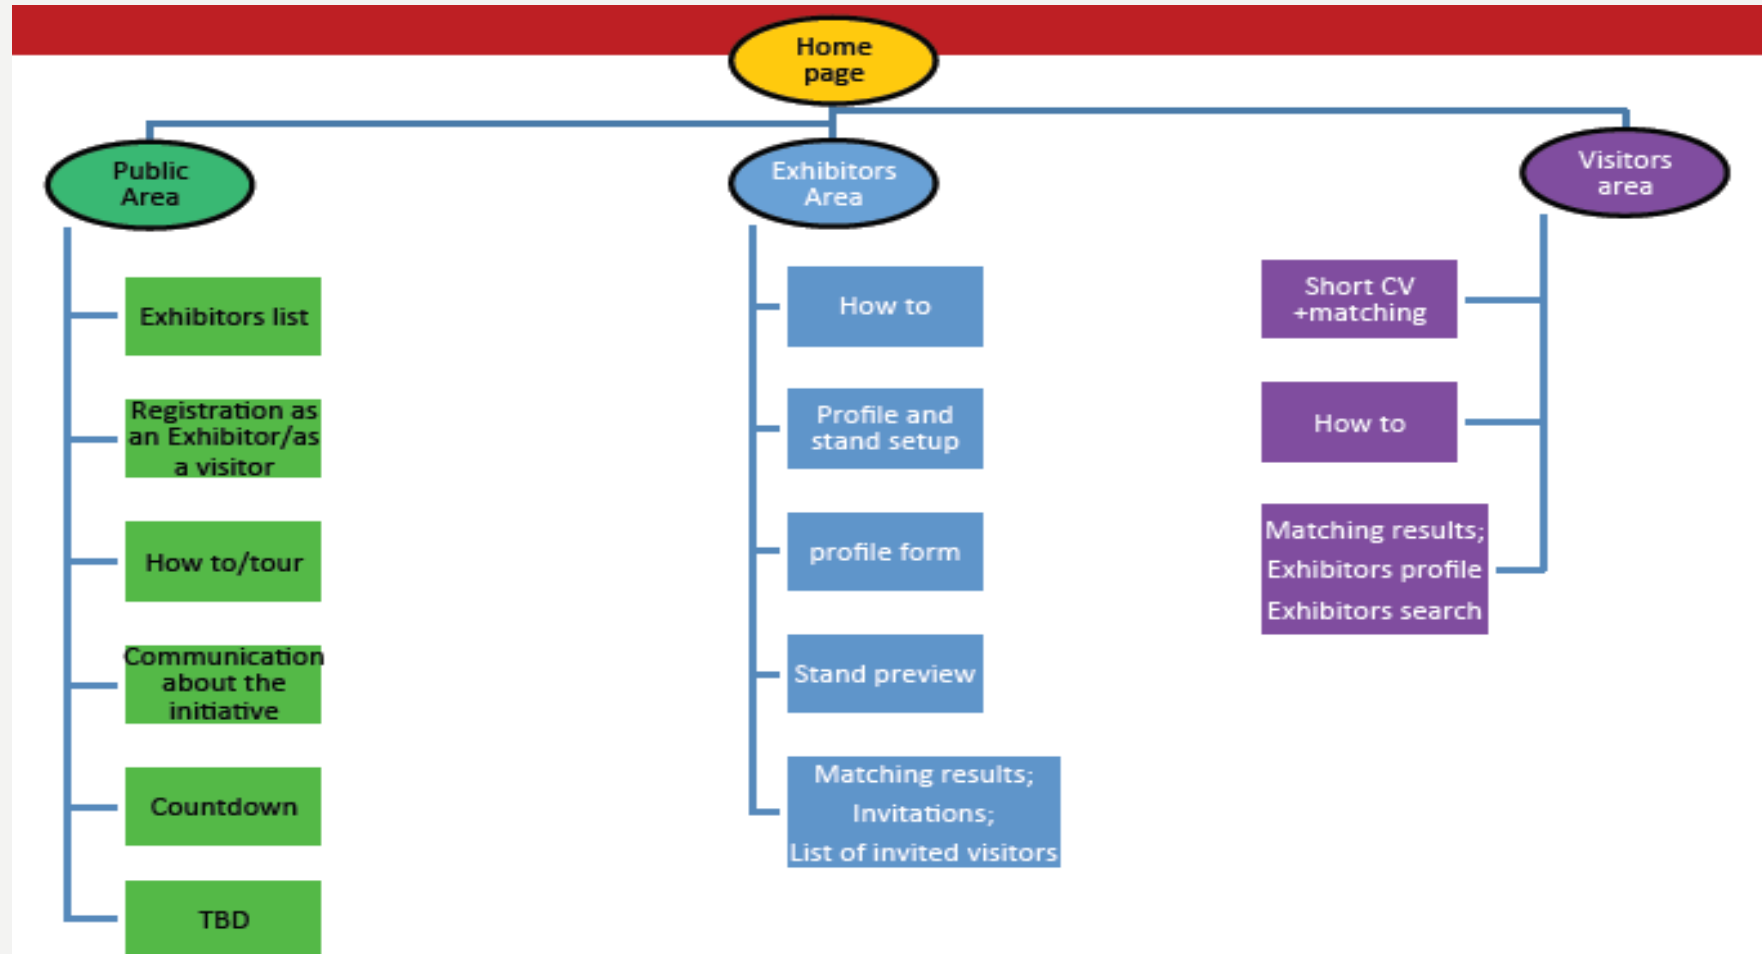 Home
page
Public
Area
Exhibitors
Area
Visitors
area
Exhibitors list
Registration as
an Exhibitor/as
a visitor
How to/tour
Communication
about the
initiative
Countdown
TBD
How to
Profile and
stand setup
profile form
Stand preview
Matching results;
Invitations;
List of invited visitors
Short CV
+matching
How to
Matching results;
Exhibitors profile
Exhibitors search